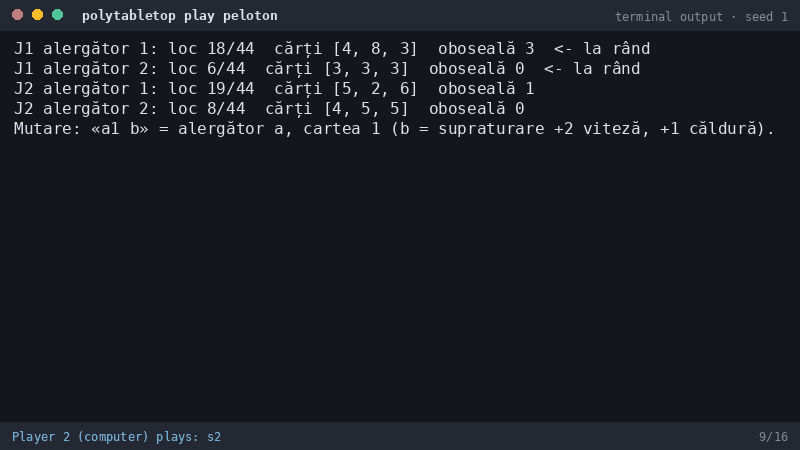 polytabletop play peloton
terminal output · seed 1
J1 alergător 1: loc 18/44  cărți [4, 8, 3]  oboseală 3  <- la rând
J1 alergător 2: loc 6/44  cărți [3, 3, 3]  oboseală 0  <- la rând
J2 alergător 1: loc 19/44  cărți [5, 2, 6]  oboseală 1
J2 alergător 2: loc 8/44  cărți [4, 5, 5]  oboseală 0
Mutare: «a1 b» = alergător a, cartea 1 (b = supraturare +2 viteză, +1 căldură).
Player 2 (computer) plays: s2
9/16